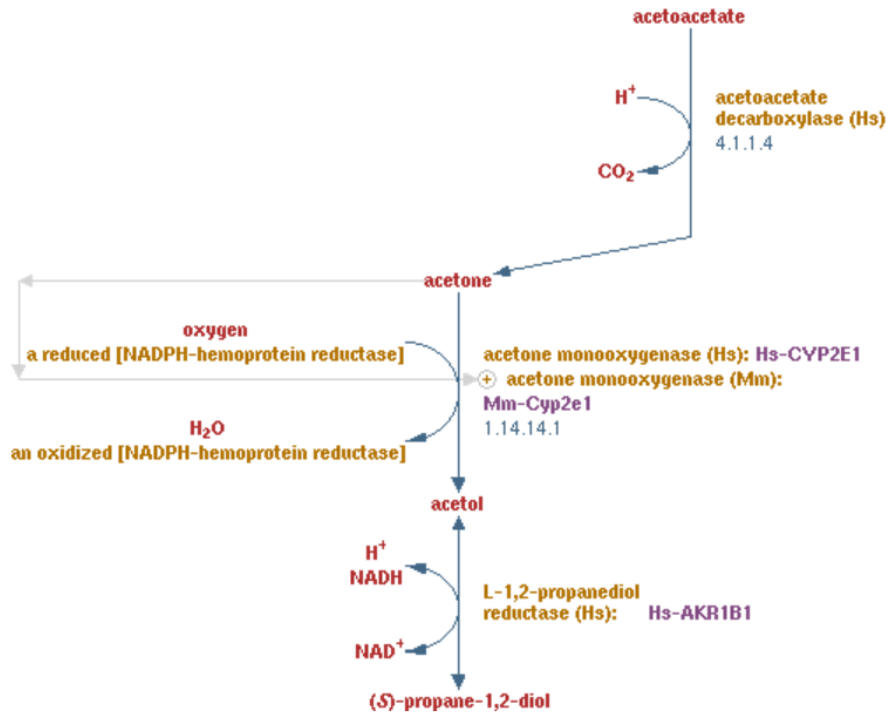 acetoacetate
H+
acetoacetate
decarboxylase (Hs)
4.1.1.4
CO2
acetone
oxygen
a reduced [NADPH-hemoprotein reductase]
acetone monooxygenase (Hs): Hs-CYP2E1
+ acetone monooxygenase (Mm):
Mm-Cyp2e1
1.14.14.1
H2O
an oxidized [NADPH-hemoprotein reductase]
acetol
H+
NADH
L-1,2-propanediol
reductase (Hs): Hs-AKR1B1
NAD+
(S)-propane-1,2-diol